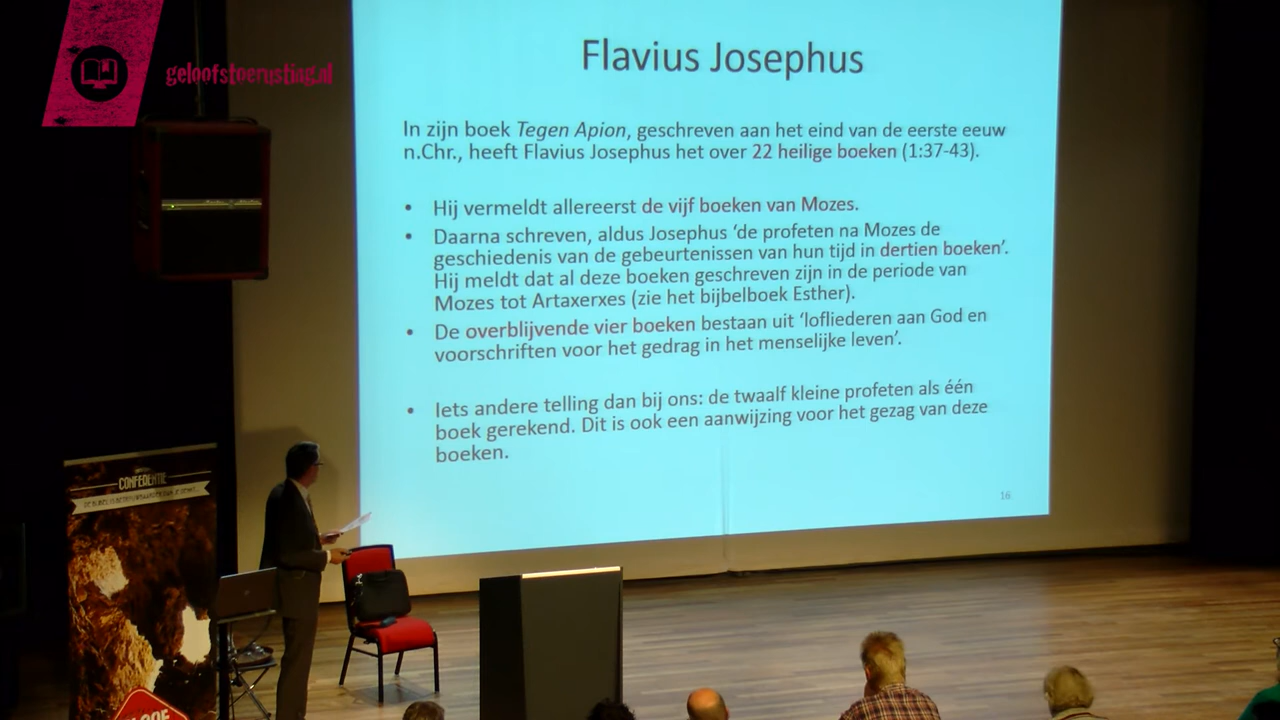 geloofstoerusting.nl
Flavius Josephus
In zijn boek Tegen Apion, geschreven aan het eind van de eerste eeuw
n.Chr., heeft Flavius Josephus het over 22 heilige boeken (1:37-43).
• Hij vermeldt allereerst de vijf boeken van Mozes.
• Daarna schreven, aldus Josephus ‘de profeten na Mozes de
geschiedenis van de gebeurtenissen van hun tijd in dertien boeken’.
Hij meldt dat al deze boeken geschreven zijn in de periode van
Mozes tot Artaxerxes (zie het bijbelboek Esther).
• De overblijvende vier boeken bestaan uit ‘lofliederen aan God en
voorschriften voor het gedrag in het menselijke leven’.
• Iets andere telling dan bij ons: de twaalf kleine profeten als één
boek gerekend. Dit is ook een aanwijzing voor het gezag van deze
boeken.
16
CONFERENTIE